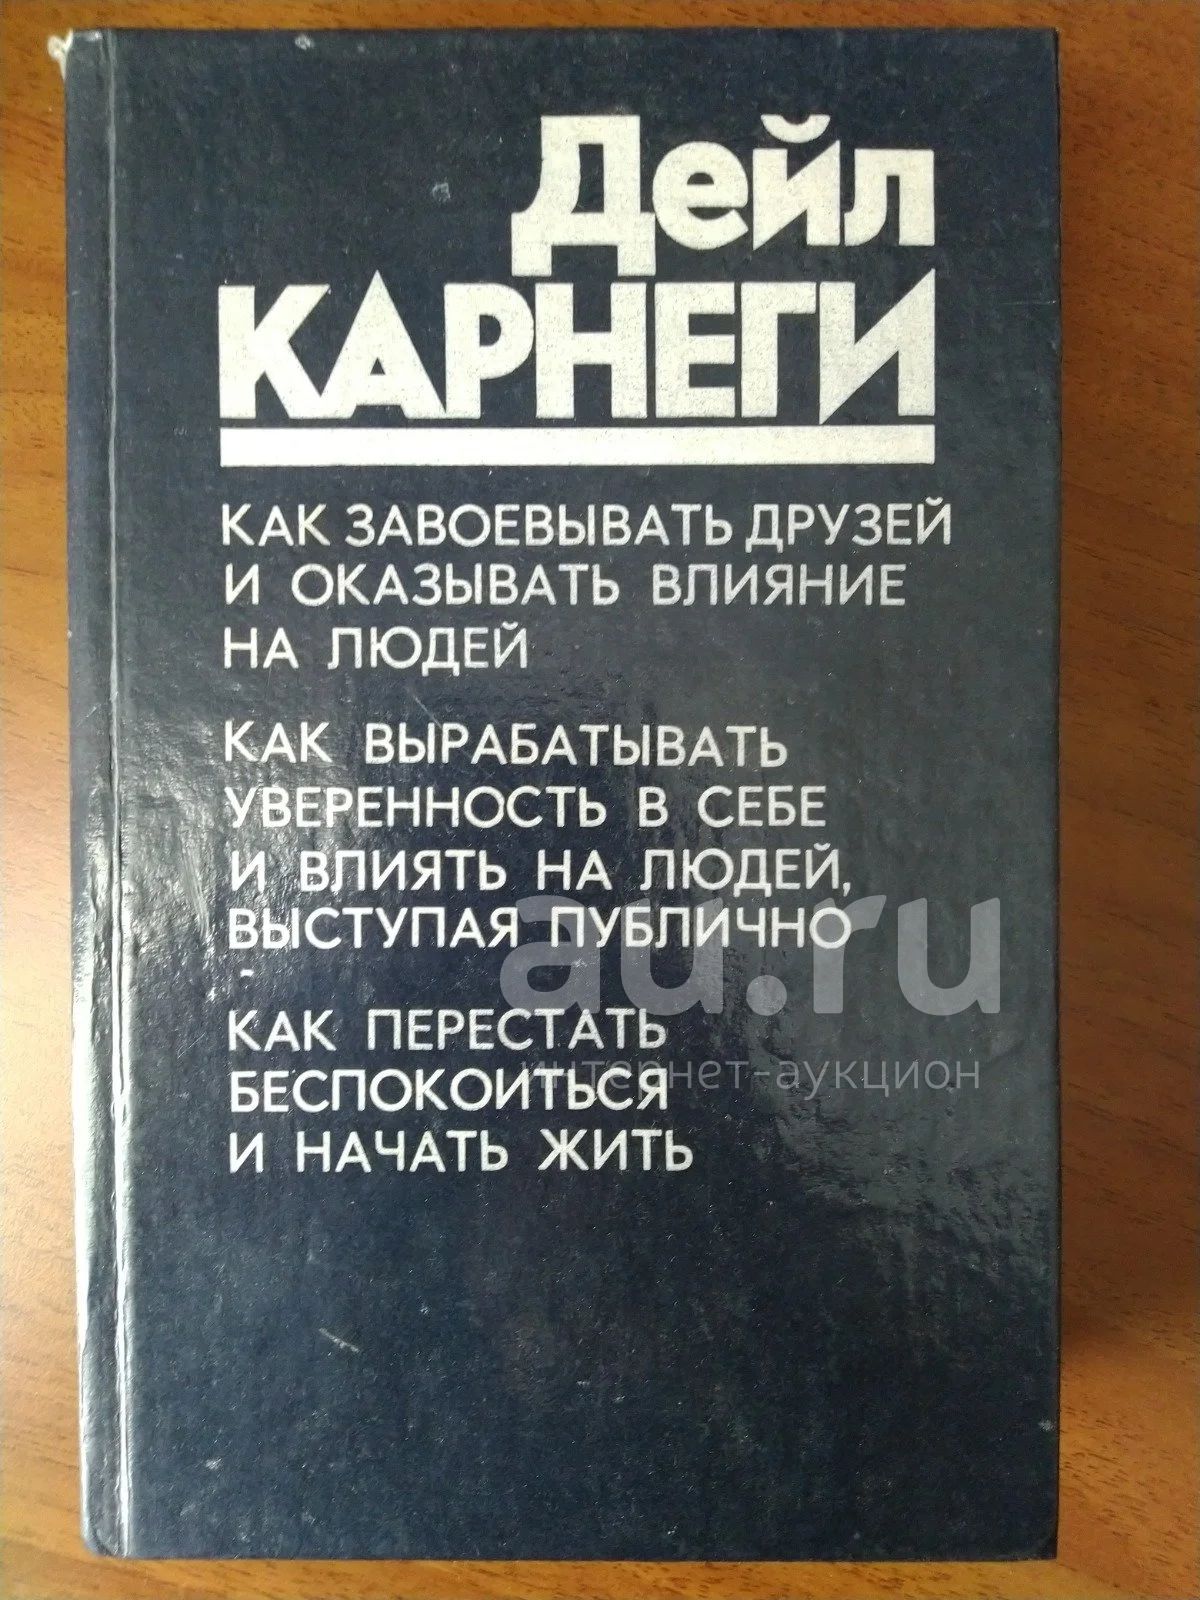 Дейл
КАРНЕГИ
КАК ЗАВОЕВЫВАТЬ ДРУЗЕЙ
И ОКАЗЫВАТЬ ВЛИЯНИЕ
НА ЛЮДЕЙ
КАК ВЫРАБАТЫВАТЬ
УВЕРЕННОСТЬ В СЕБЕ
И ВЛИЯТЬ НА ЛЮДЕЙ,
ВЫСТУПАЯ ПУБЛИЧНО
au.ru
КАК ПЕРЕСТАТЬ
интернет-аукцион
БЕСПОКОИТЬСЯ
И НАЧАТЬ ЖИТЬ